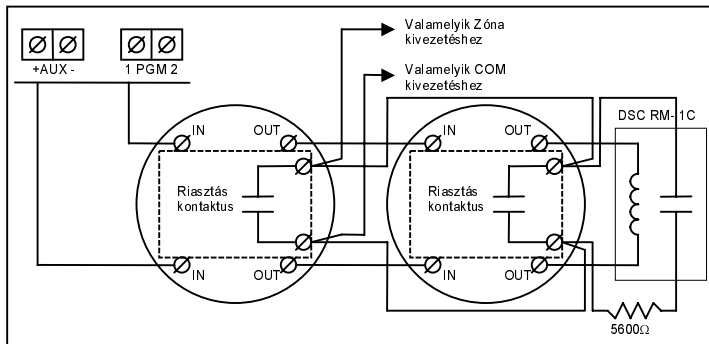 Valamelyik Zóna
kivezetéshez
+AUX -
1 PGM 2
Valamelyik COM
kivezetéshez
DSC RM-1C
IN
OUT
IN
OUT
Riasztás
kontaktus
Riasztás
kontaktus
IN
OUT
IN
OUT
5600Ω